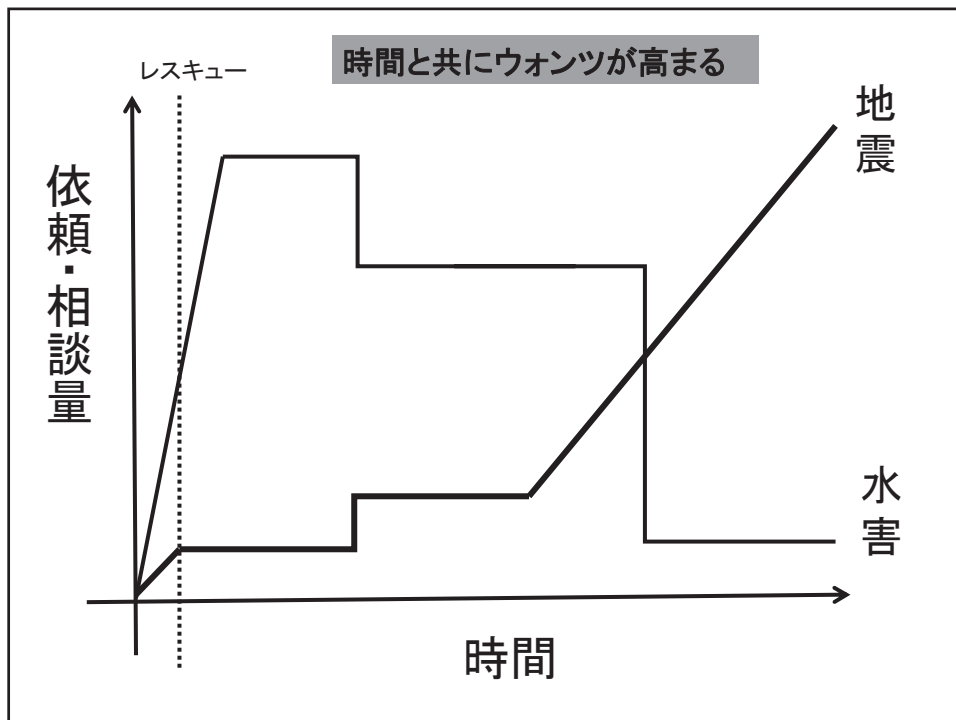 時間と共にウォンツが高まる
レスキュー
依頼・相談量
地震
水害
時間